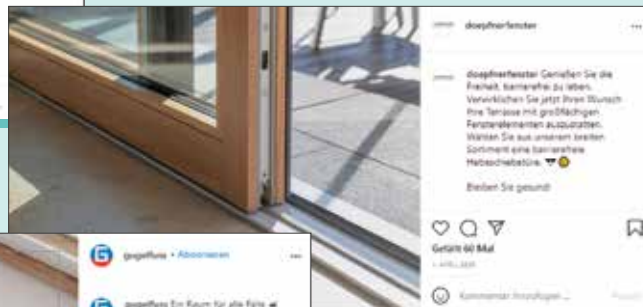 doepfnerfenster
doepfnerfenster Genießen Sie die
Freiheit, barrierefrei zu leben.
Verwirklichen Sie jetzt Ihren Wunsch
Ihre Terrasse mit großflächigen
Fensterelementen auszustatten.
Wählen Sie aus unserem breiten
Sortiment eine barrierefreie
Hebeschiebetüre.
Bleiben Sie gesund!
Gefällt 60 Mal
Kommentar hinzufügen ...
gugelfuss • Abonnieren
gugelfuss Ein Raum für alle Fälle